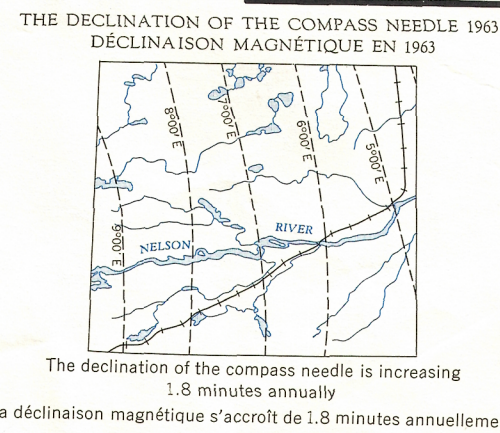 THE DECLINATION OF THE COMPASS NEEDLE 1963
DÉCLINAISON MAGNÉTIQUE EN 1963
8°00' E
7°00' E
6°00' E
5°00' E
9°00' E
NELSON RIVER
The declination of the compass needle is increasing
1.8 minutes annually
a déclinaison magnétique s'accroît de 1.8 minutes annuelleme